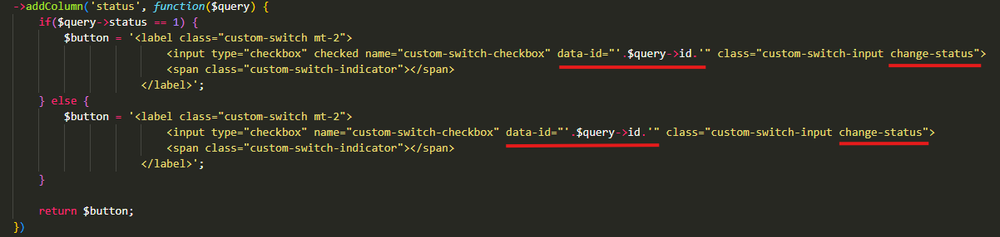 ->addColumn('status', function($query) {
    if($query->status == 1) {
        $button = '<label class="custom-switch mt-2">
                        <input type="checkbox" checked name="custom-switch-checkbox" data-id="'.$query->id.'" class="custom-switch-input change-status">
                        <span class="custom-switch-indicator"></span>
                    </label>';
    } else {
        $button = '<label class="custom-switch mt-2">
                        <input type="checkbox" name="custom-switch-checkbox" data-id="'.$query->id.'" class="custom-switch-input change-status">
                        <span class="custom-switch-indicator"></span>
                    </label>';
    }

    return $button;
})